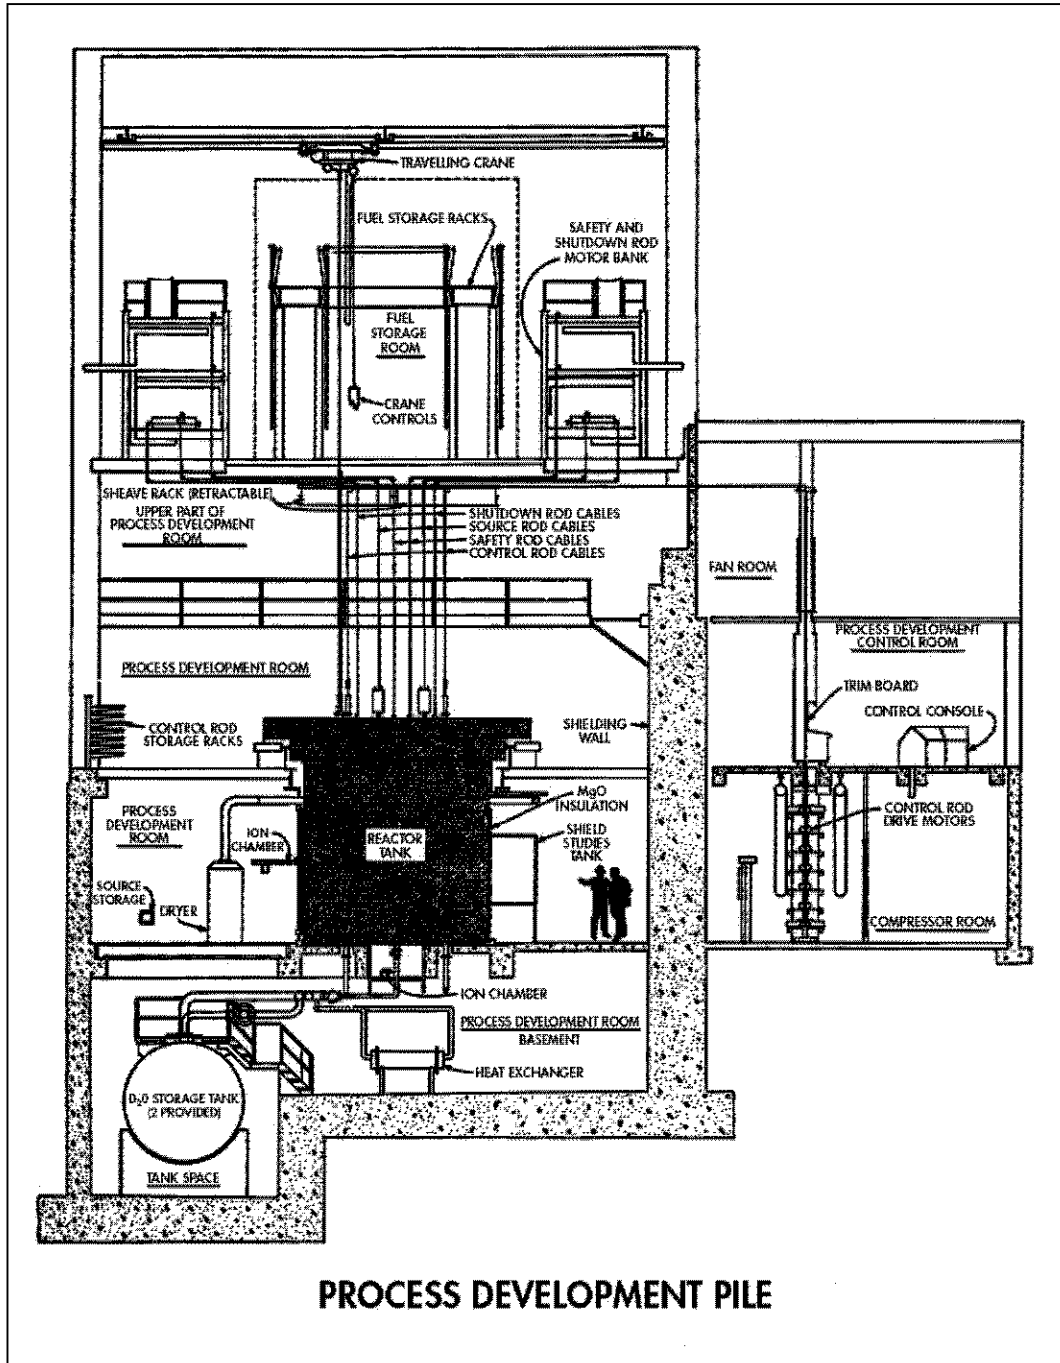 TRAVELLING CRANE
FUEL STORAGE RACKS
SAFETY AND
SHUTDOWN ROD
MOTOR BANK
FUEL
STORAGE
ROOM
CRANE
CONTROLS
SHEAVE RACK (RETRACTABLE)
UPPER PART OF
PROCESS DEVELOPMENT
ROOM
SHUTDOWN ROD CABLES
SOURCE ROD CABLES
SAFETY ROD CABLES
CONTROL ROD CABLES
FAN ROOM
PROCESS DEVELOPMENT
CONTROL ROOM
PROCESS DEVELOPMENT ROOM
TRIM BOARD
CONTROL CONSOLE
CONTROL ROD
STORAGE RACKS
SHIELDING
WALL
MgO
INSULATION
PROCESS
DEVELOPMENT
ROOM
ION
CHAMBER
REACTOR
TANK
SHIELD
STUDIES
TANK
CONTROL ROD
DRIVE MOTORS
SOURCE
STORAGE
DRYER
COMPRESSOR ROOM
ION CHAMBER
PROCESS DEVELOPMENT ROOM
BASEMENT
HEAT EXCHANGER
D₂O STORAGE TANK
(2 PROVIDED)
TANK SPACE
PROCESS DEVELOPMENT PILE